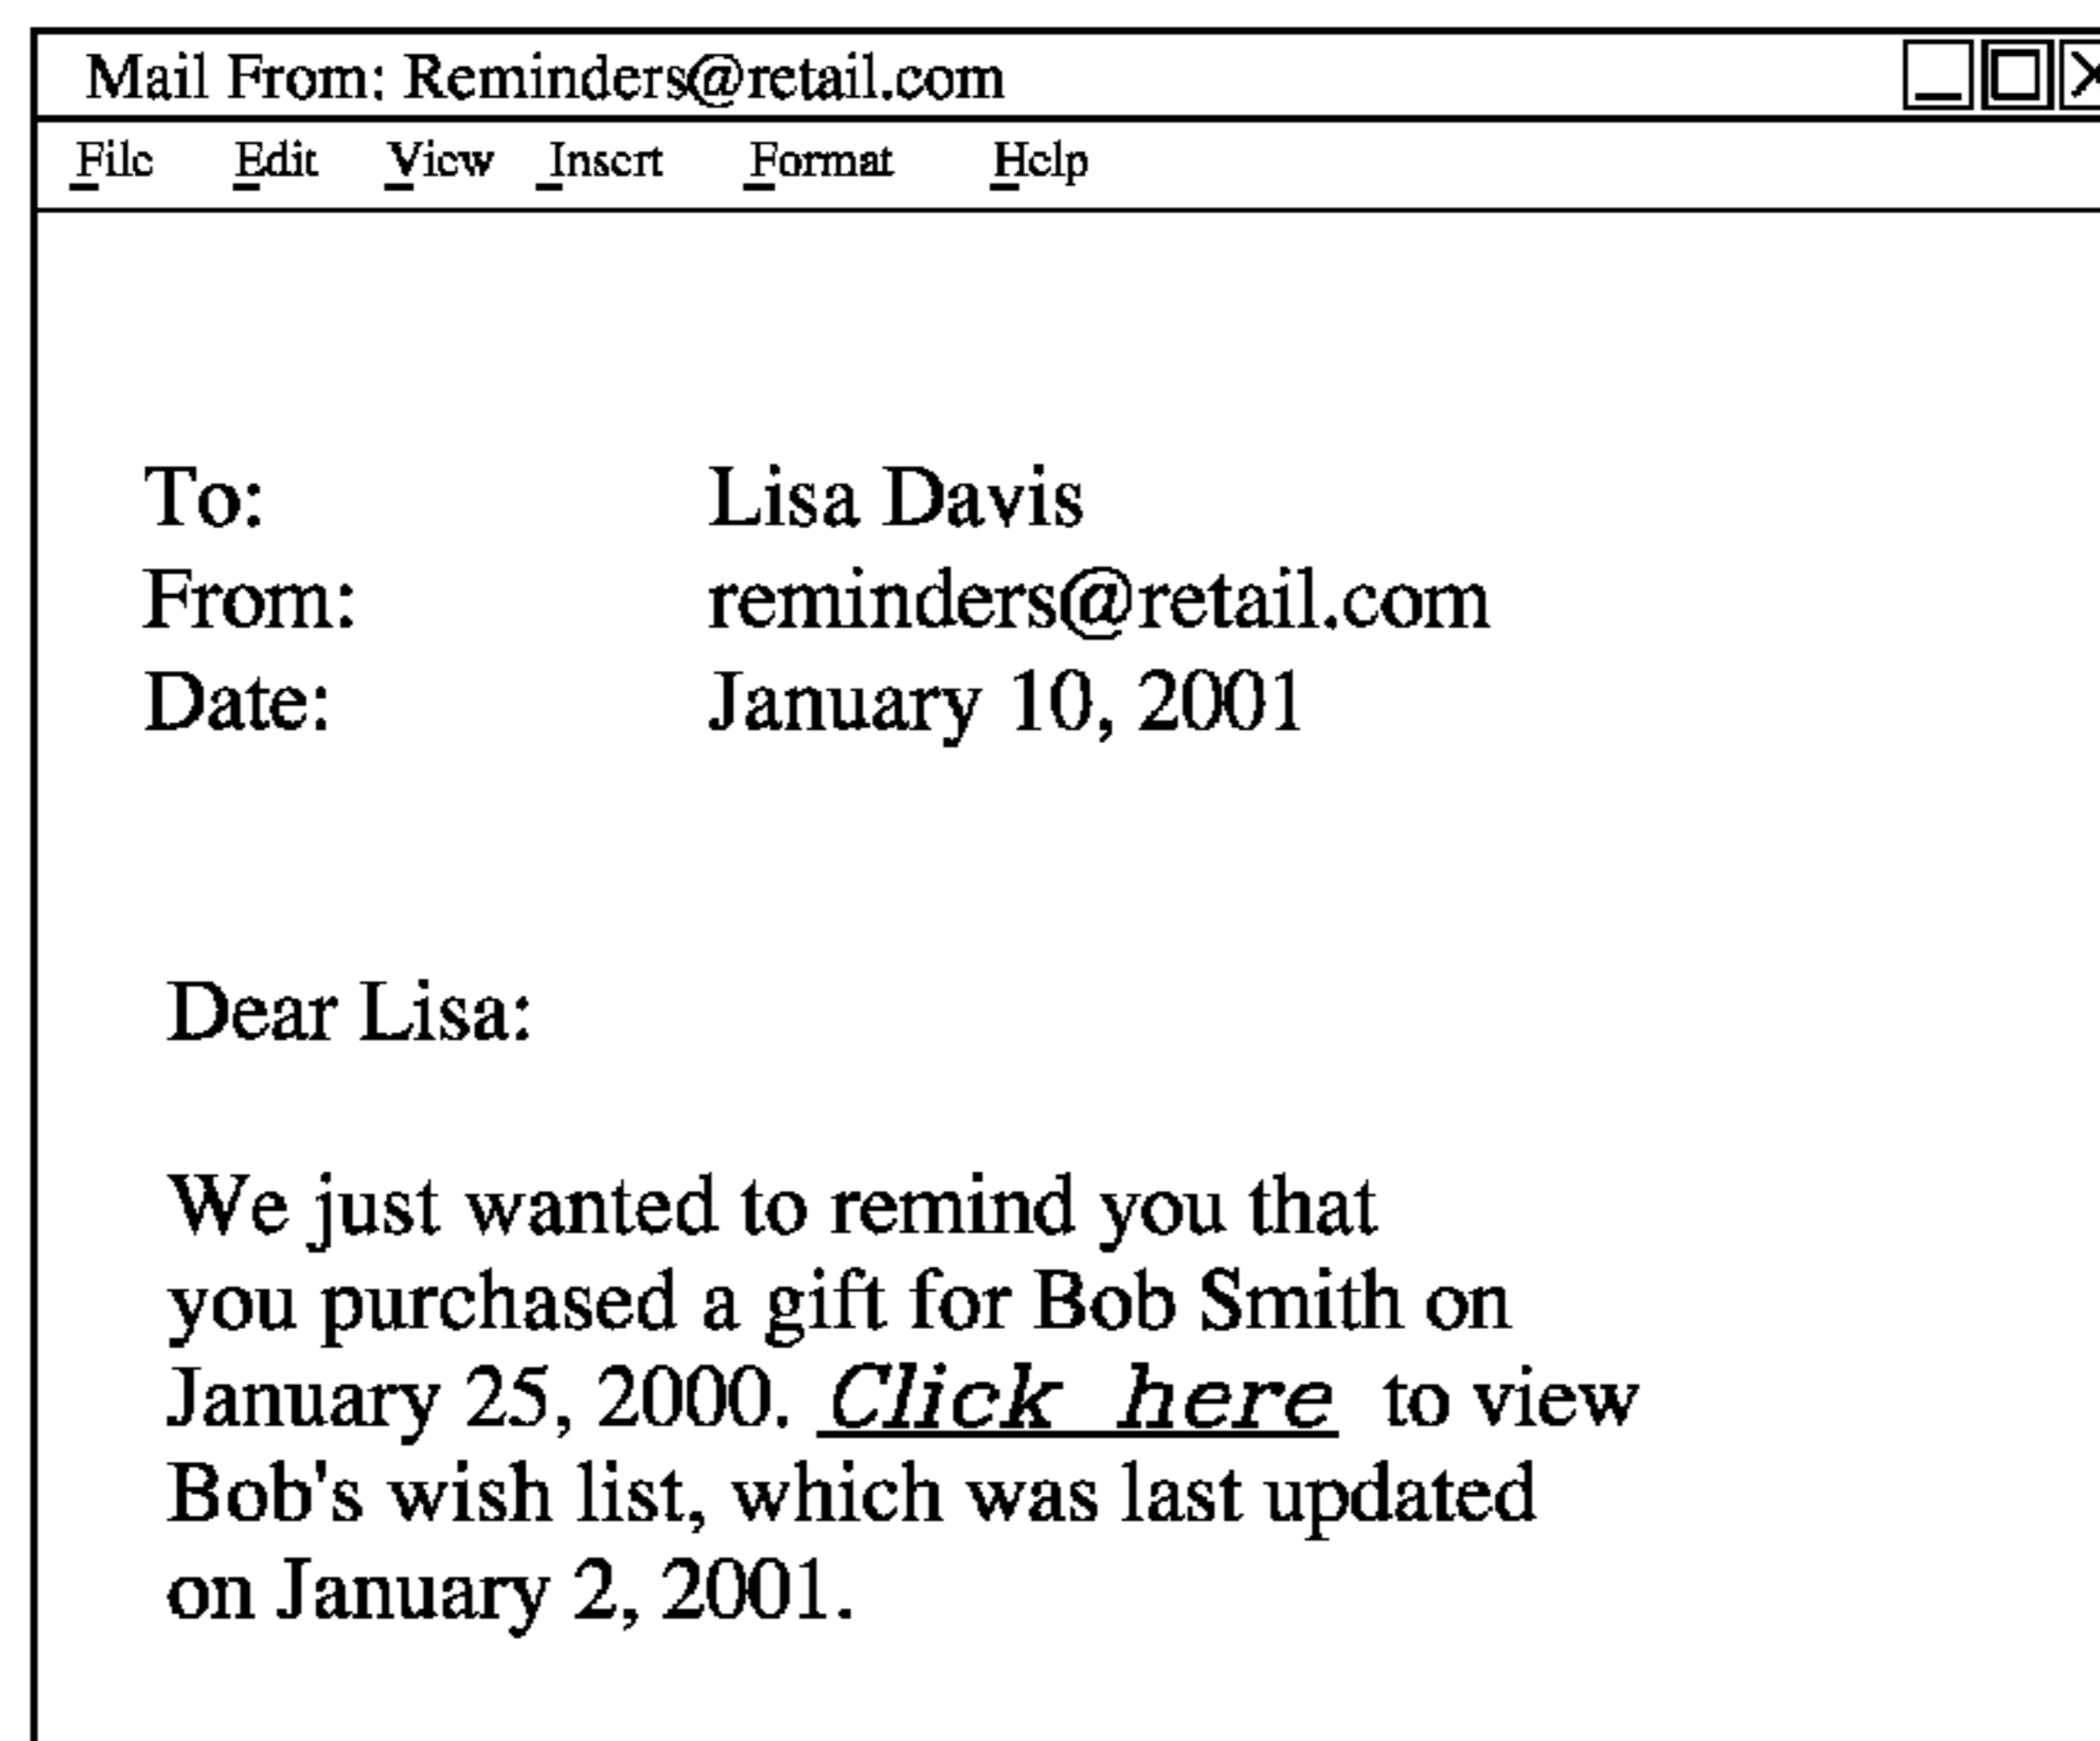 Mail From: Reminders@retail.com
File Edit View Insert Format Help
To: Lisa Davis
From: reminders@retail.com
Date: January 10, 2001
Dear Lisa:
We just wanted to remind you that
you purchased a gift for Bob Smith on
January 25, 2000. Click here to view
Bob's wish list, which was last updated
on January 2, 2001.